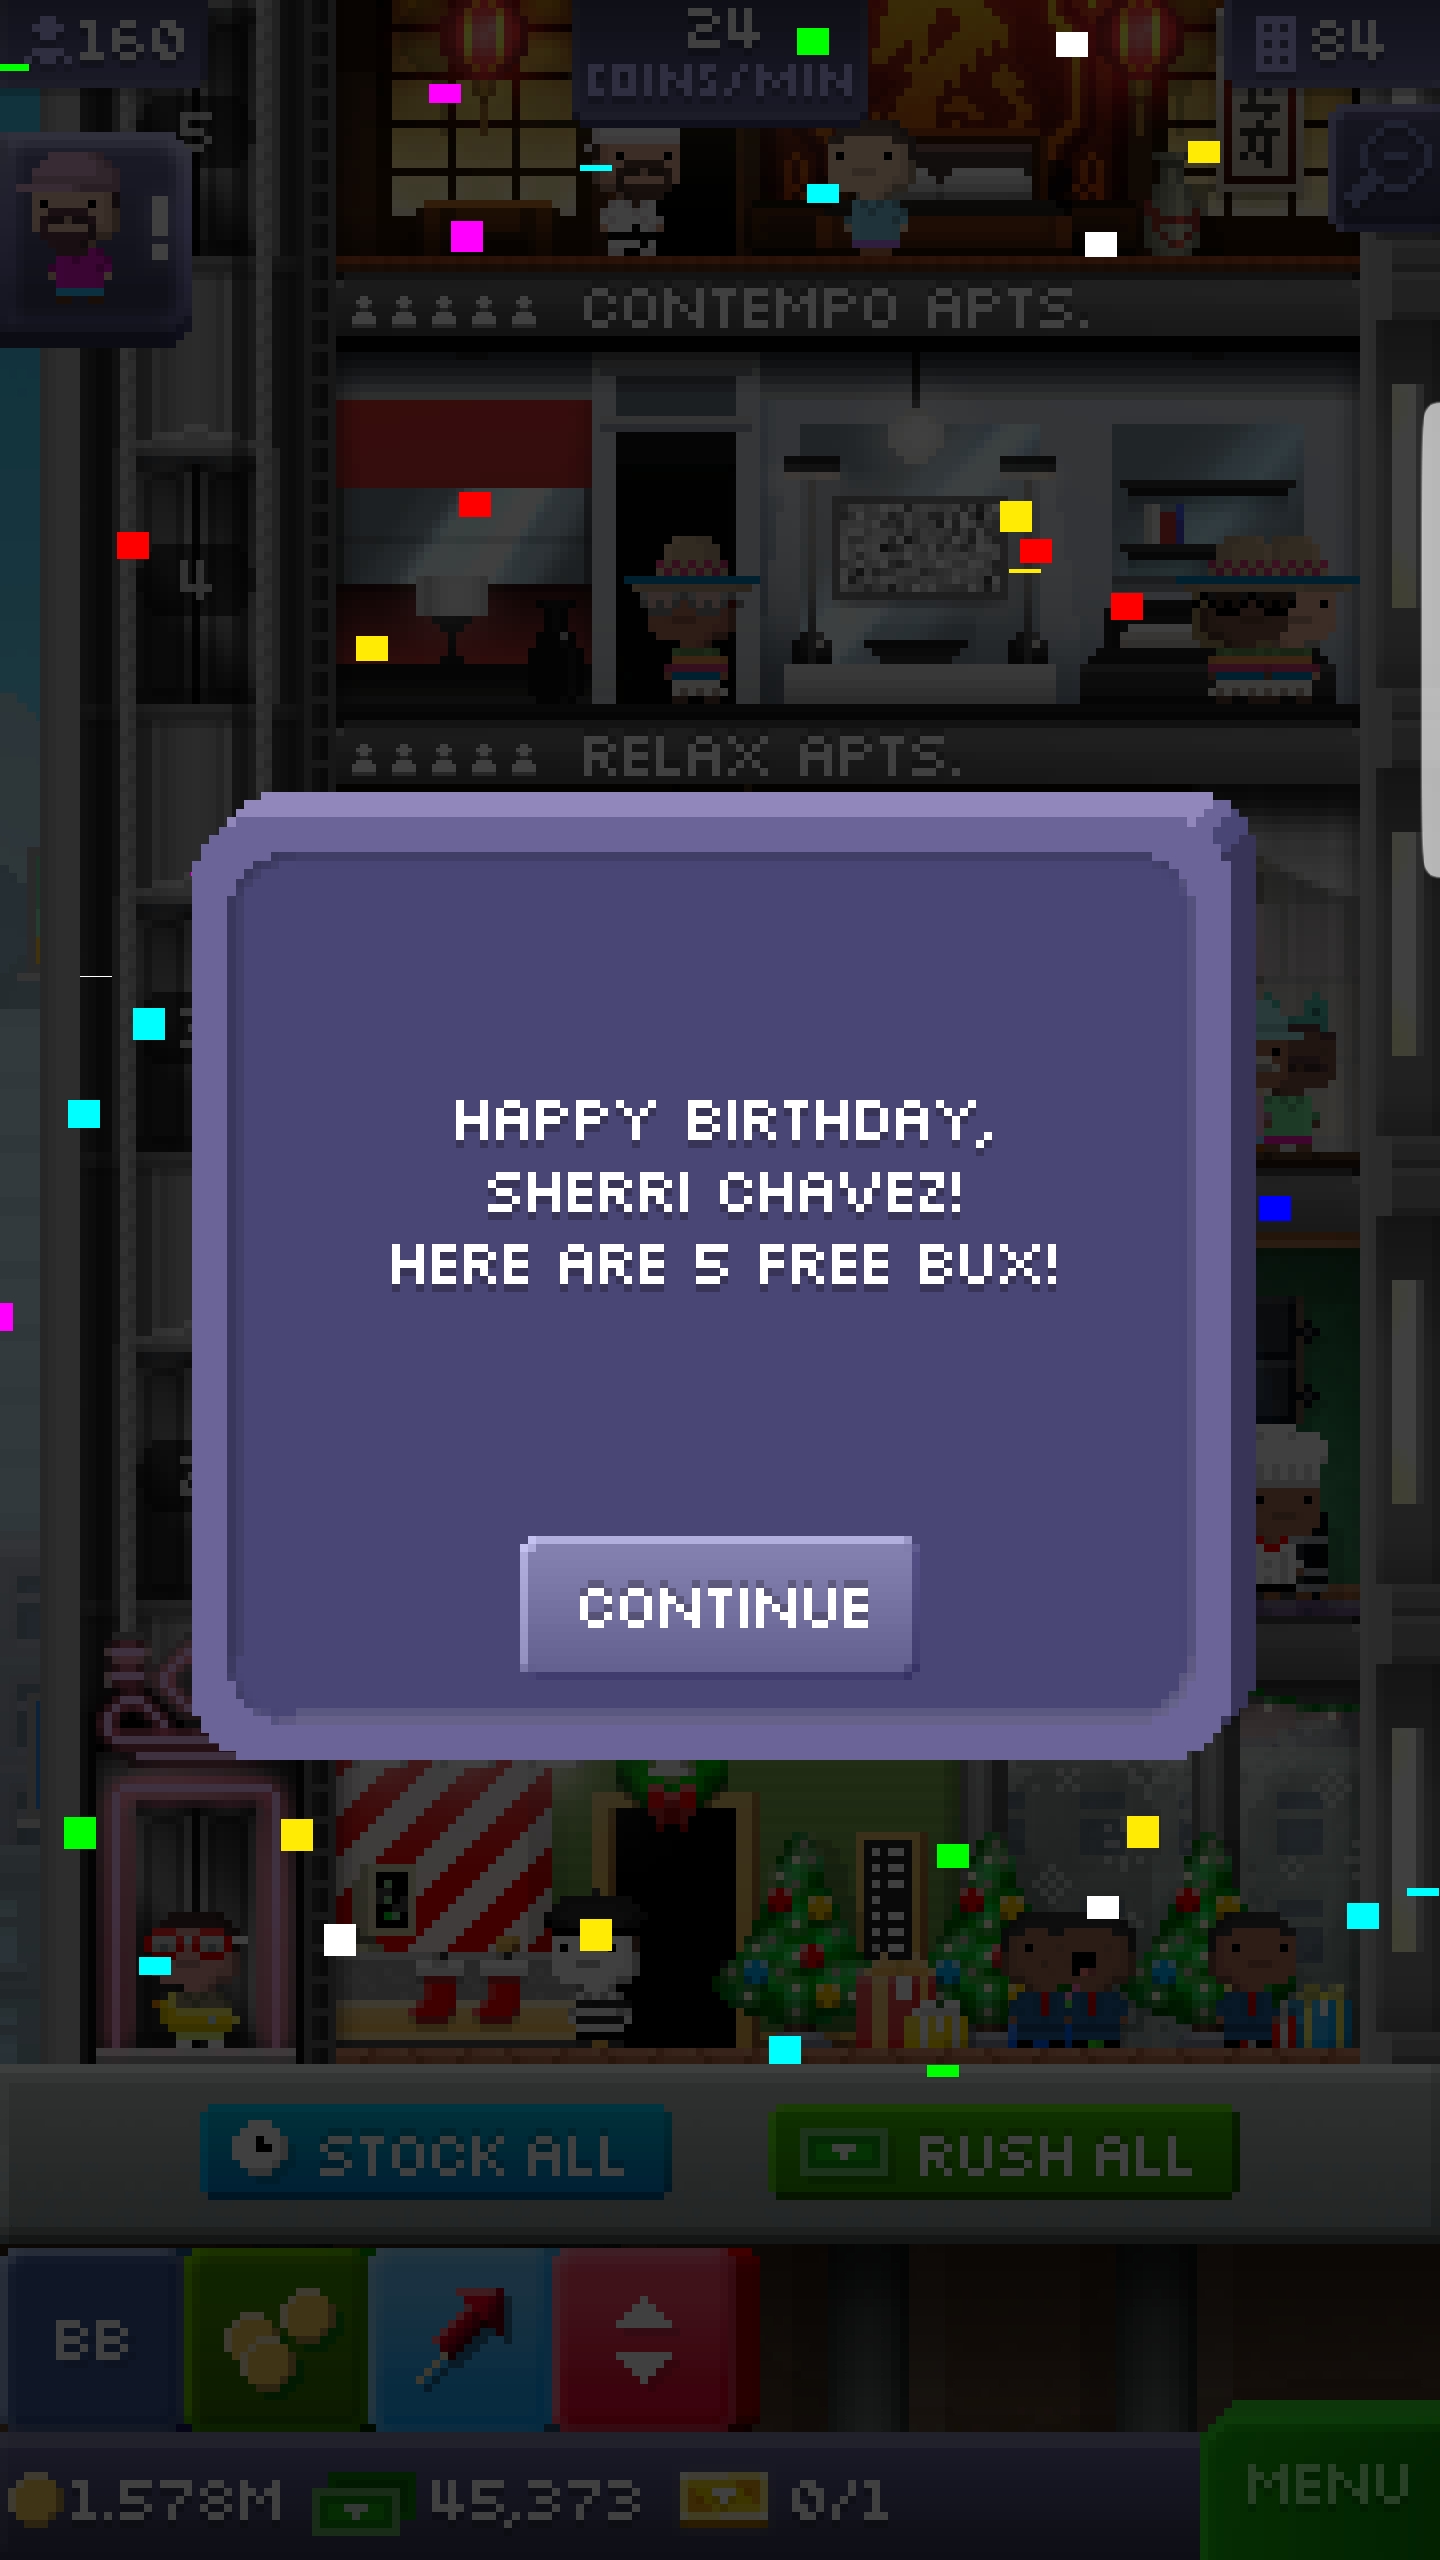 160
24
COINS/MIN
84
5
CONTEMPO APTS.
4
RELAX APTS.
HAPPY BIRTHDAY,
SHERRI CHAVEZ!
HERE ARE 5 FREE BUX!
CONTINUE
STOCK ALL
RUSH ALL
BB
1.578M
45,373
0/1
MENU